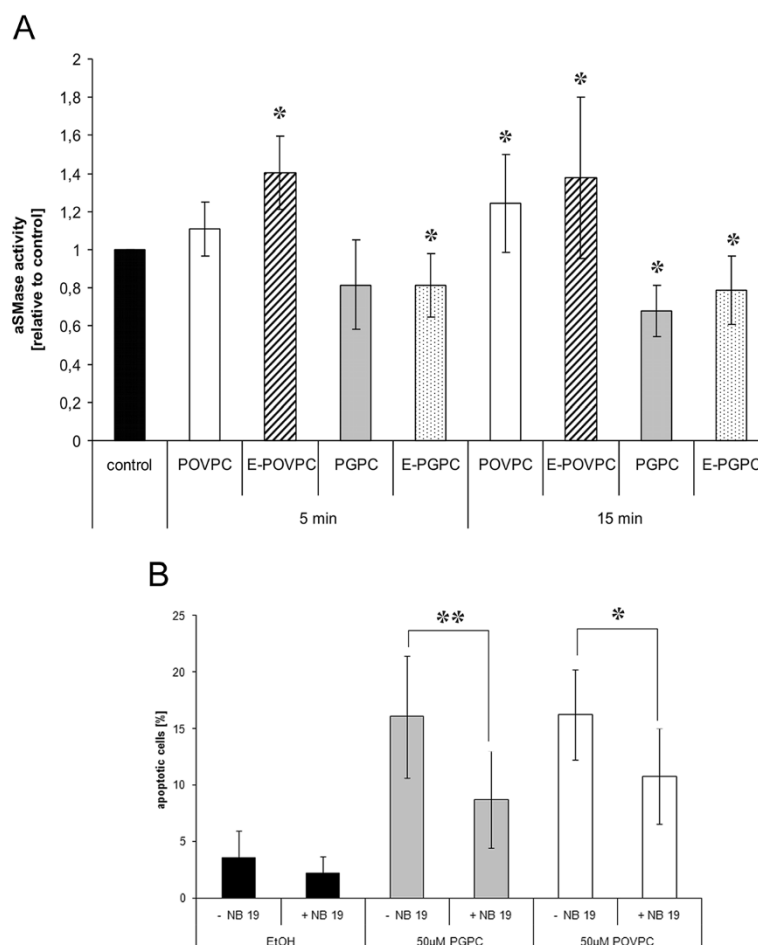 A
aSMase activity
[relative to control]
2
1,8
1,6
1,4
1,2
1
0,8
0,6
0,4
0,2
0
* * * * * *
control POVPC E-POVPC PGPC E-PGPC POVPC E-POVPC PGPC E-PGPC
5 min 15 min
B
apoptotic cells [%]
25
20
15
10
5
0
** *
- NB 19 + NB 19 - NB 19 + NB 19 - NB 19 + NB 19
EtOH 50µM PGPC 50µM POVPC